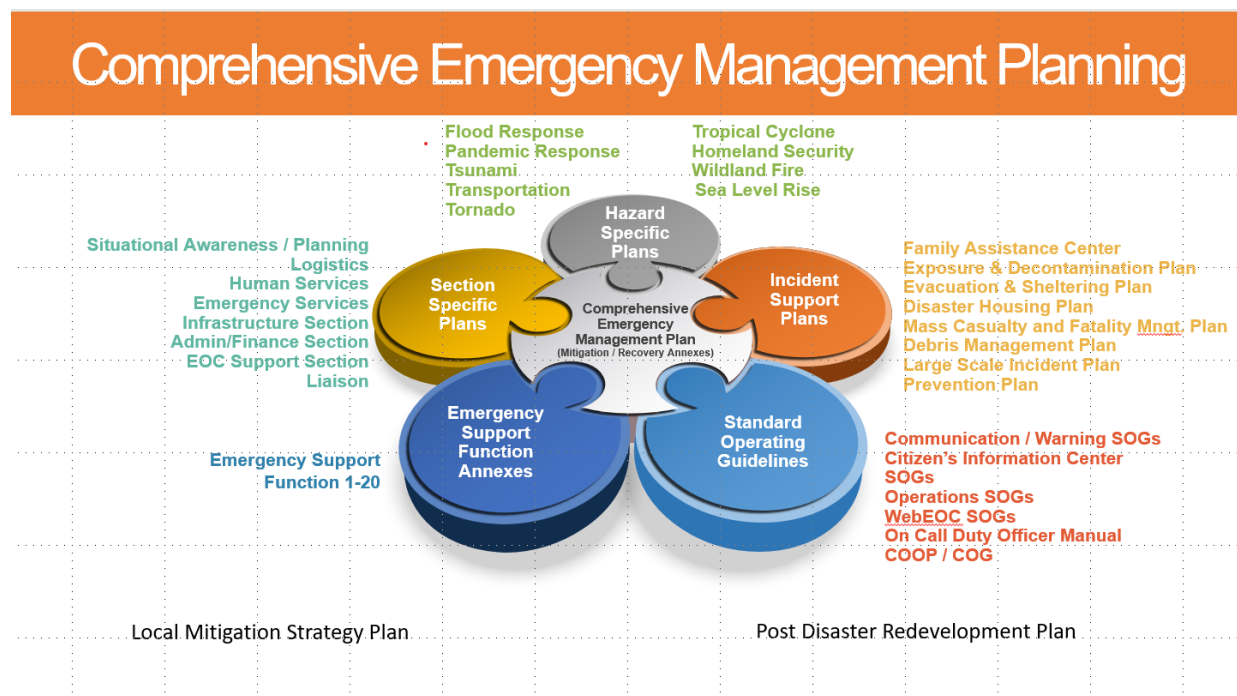 Comprehensive Emergency Management Planning
Flood Response
Pandemic Response
Tsunami
Transportation
Tornado
Tropical Cyclone
Homeland Security
Wildland Fire
Sea Level Rise
Hazard
Specific
Plans
Situational Awareness / Planning
Logistics
Human Services
Emergency Services
Infrastructure Section
Admin/Finance Section
EOC Support Section
Liaison
Section
Specific
Plans
Comprehensive
Emergency
Management Plan
(Mitigation / Recovery Annexes)
Incident
Support
Plans
Family Assistance Center
Exposure & Decontamination Plan
Evacuation & Sheltering Plan
Disaster Housing Plan
Mass Casualty and Fatality Mngt. Plan
Debris Management Plan
Large Scale Incident Plan
Prevention Plan
Emergency Support
Function 1-20
Emergency
Support
Function
Annexes
Standard
Operating
Guidelines
Communication / Warning SOGs
Citizen's Information Center
SOGs
Operations SOGs
WebEOC SOGs
On Call Duty Officer Manual
COOP / COG
Local Mitigation Strategy Plan
Post Disaster Redevelopment Plan